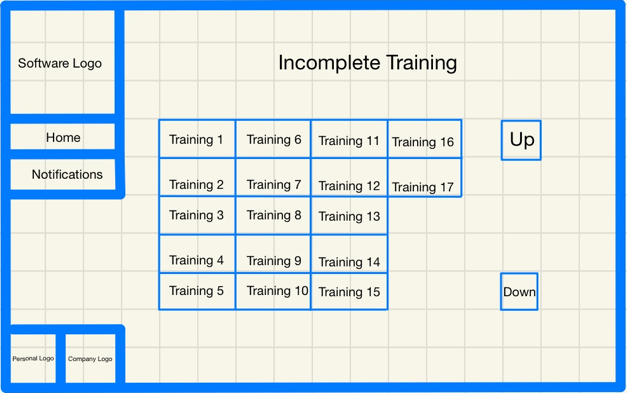 Software Logo
Incomplete Training
Home
Notifications
Training 1
Training 6
Training 11
Training 16
Up
Training 2
Training 7
Training 12
Training 17
Training 3
Training 8
Training 13
Training 4
Training 9
Training 14
Training 5
Training 10
Training 15
Down
Personal Logo
Company Logo